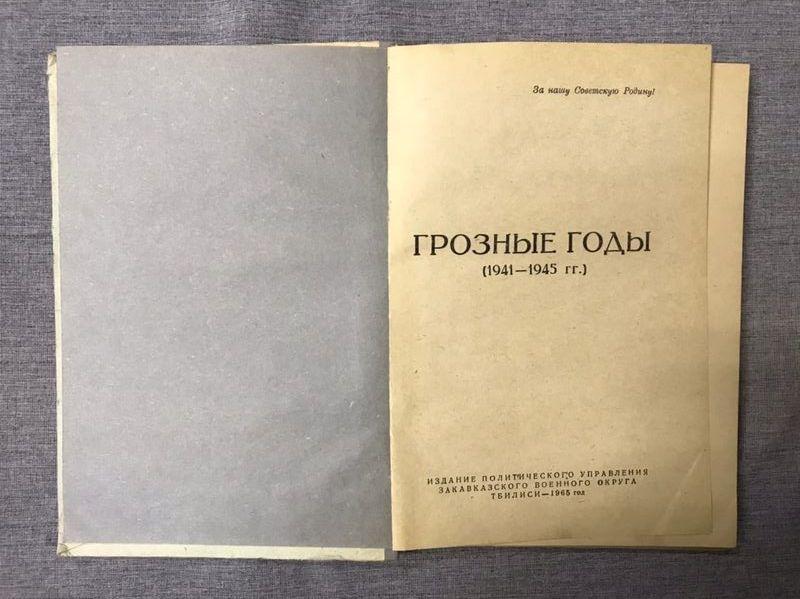 За нашу Советскую Родину!
ГРОЗНЫЕ ГОДЫ
(1941—1945 гг.)
ИЗДАНИЕ ПОЛИТИЧЕСКОГО УПРАВЛЕНИЯ
ЗАКАВКАЗСКОГО ВОЕННОГО ОКРУГА
ТБИЛИСИ—1965 год